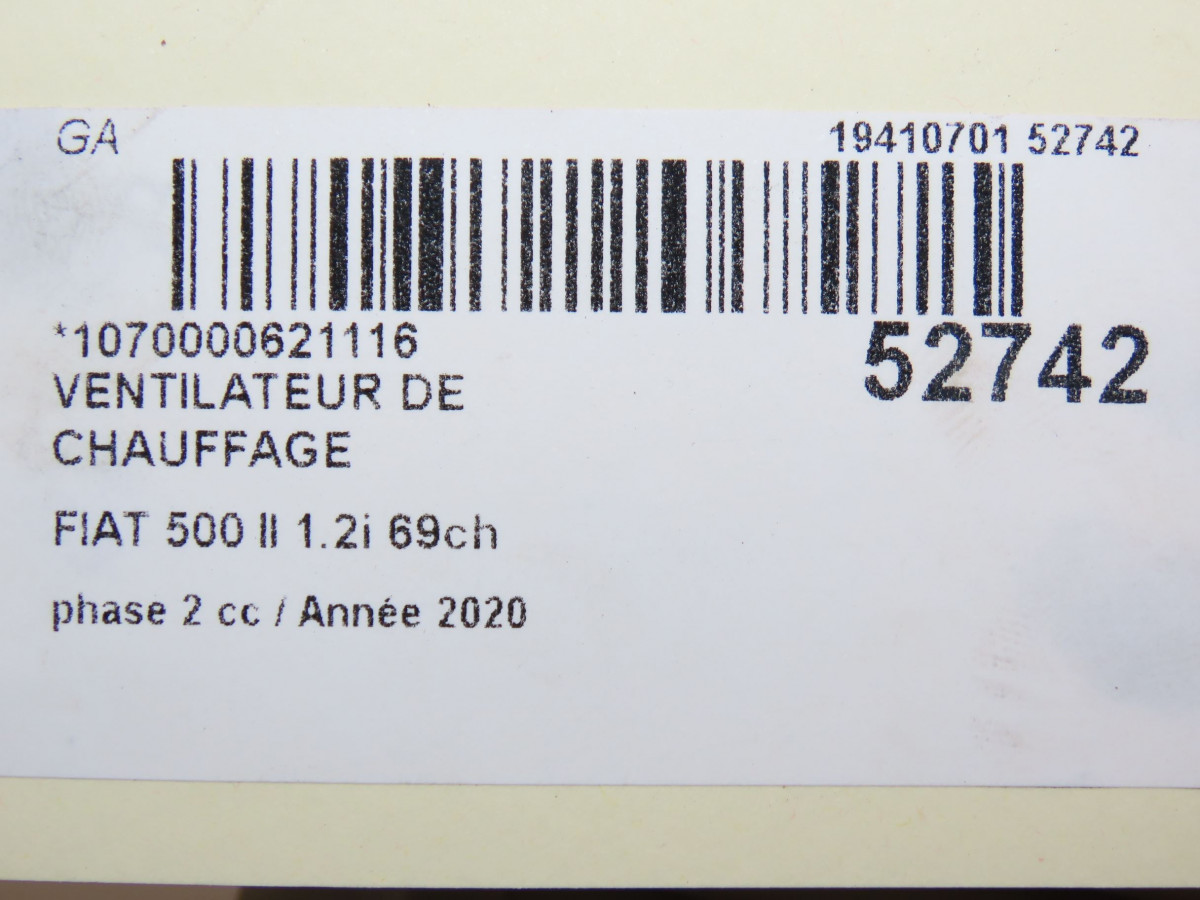 GA
19410701 52742
*1070000621116
52742
VENTILATEUR DE
CHAUFFAGE
FIAT 500 II 1.2i 69ch
phase 2 cc / Année 2020